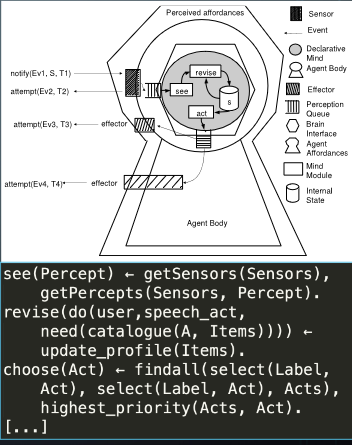 Perceived affordances
notify(Ev1, S, T1)
attempt(Ev2, T2)
attempt(Ev3, T3)
effector
attempt(Ev4, T4)
effector
revise
see
s
act
Agent Body
Sensor
Event
Declarative
Mind
Agent Body
Effector
Perception
Queue
Brain
Interface
Agent
Affordances
Mind
Module
Internal
State
see(Percept) ← getSensors(Sensors),
    getPercepts(Sensors, Percept).
revise(do(user,speech_act,
    need(catalogue(A, Items)))) ←
    update_profile(Items).
choose(Act) ← findall(select(Label,
    Act), select(Label, Act), Acts),
    highest_priority(Acts, Act).
[...]